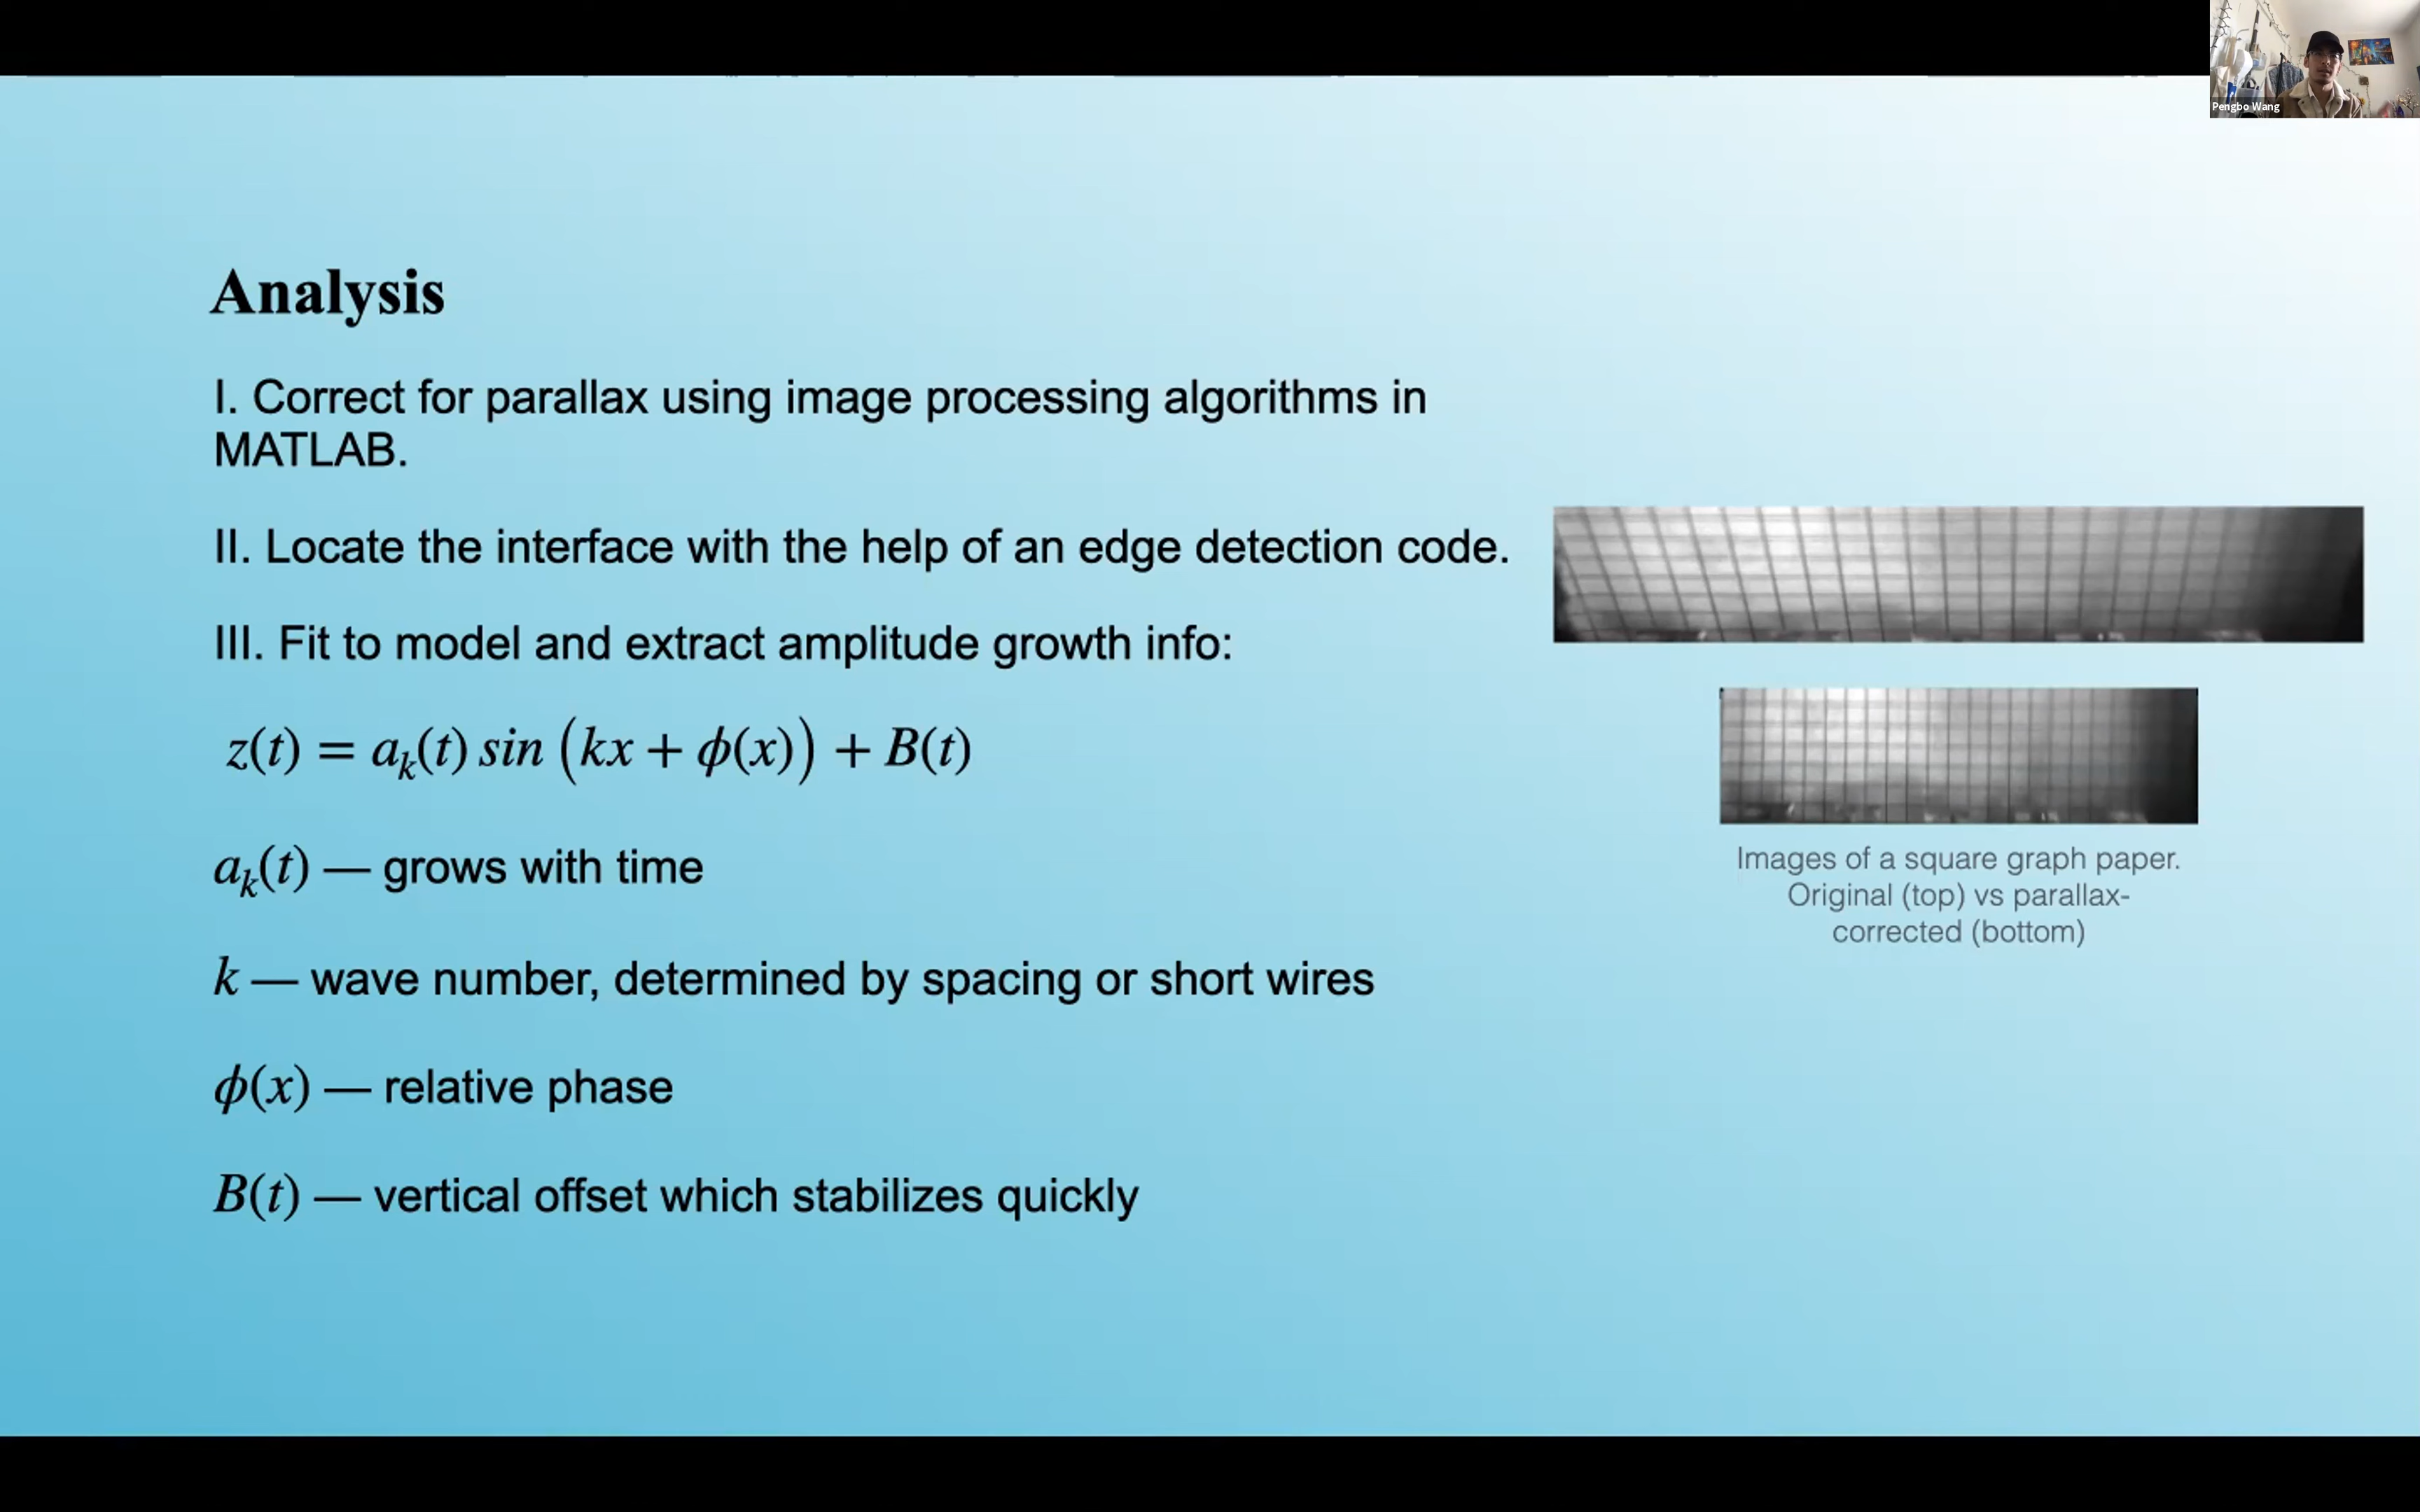 Pengbo Wang
Analysis
I. Correct for parallax using image processing algorithms in
MATLAB.
II. Locate the interface with the help of an edge detection code.
III. Fit to model and extract amplitude growth info:
z(t) = aₖ(t) sin (kx + ϕ(x)) + B(t)
aₖ(t) — grows with time
k — wave number, determined by spacing or short wires
ϕ(x) — relative phase
B(t) — vertical offset which stabilizes quickly
Images of a square graph paper.
Original (top) vs parallax-
corrected (bottom)